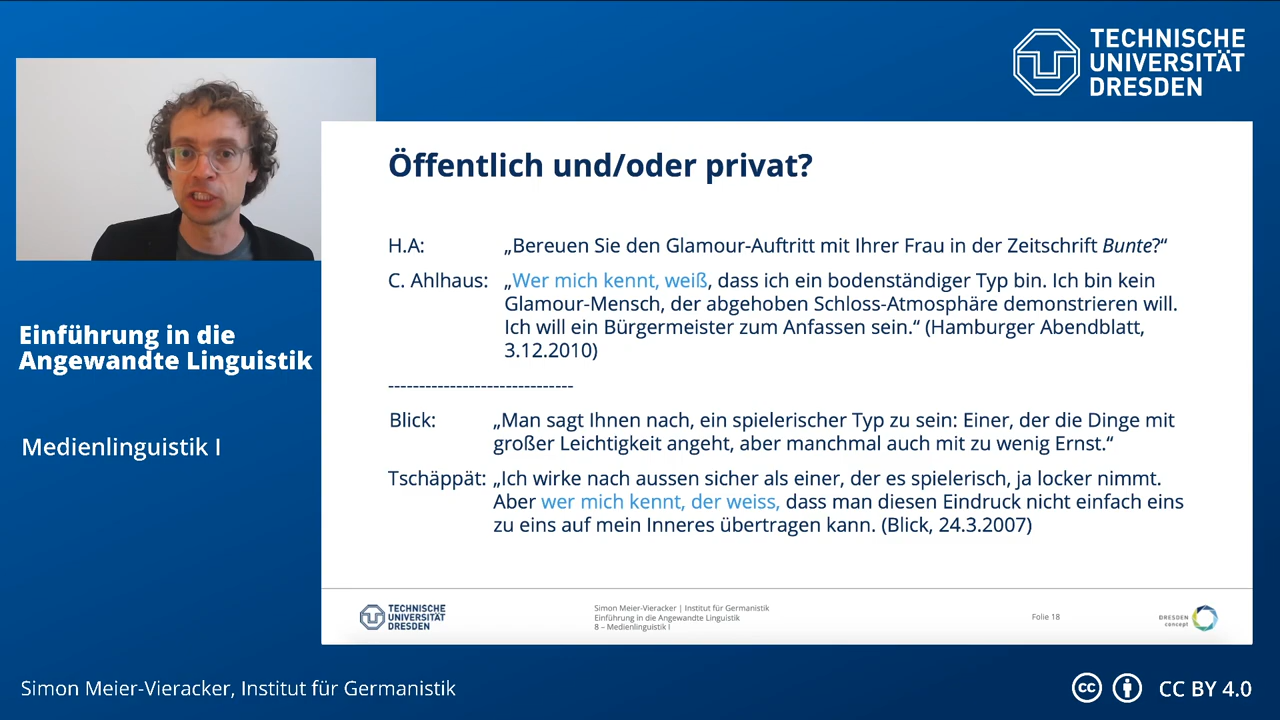 TECHNISCHE
UNIVERSITÄT
DRESDEN
Öffentlich und/oder privat?
H.A: „Bereuen Sie den Glamour-Auftritt mit Ihrer Frau in der Zeitschrift Bunte?“
C. Ahlhaus: „Wer mich kennt, weiß, dass ich ein bodenständiger Typ bin. Ich bin kein
Glamour-Mensch, der abgehoben Schloss-Atmosphäre demonstrieren will.
Ich will ein Bürgermeister zum Anfassen sein.“ (Hamburger Abendblatt,
3.12.2010)
------------------------------
Blick: „Man sagt Ihnen nach, ein spielerischer Typ zu sein: Einer, der die Dinge mit
großer Leichtigkeit angeht, aber manchmal auch mit zu wenig Ernst.“
Tschäppät: „Ich wirke nach aussen sicher als einer, der es spielerisch, ja locker nimmt.
Aber wer mich kennt, der weiss, dass man diesen Eindruck nicht einfach eins
zu eins auf mein Inneres übertragen kann. (Blick, 24.3.2007)
Einführung in die
Angewandte Linguistik
Medienlinguistik I
TECHNISCHE
UNIVERSITÄT
DRESDEN
Simon Meier-Vieracker | Institut für Germanistik
Einführung in die Angewandte Linguistik
8 – Medienlinguistik I
Folie 18
DRESDEN
concept
Simon Meier-Vieracker, Institut für Germanistik
cc CC BY 4.0